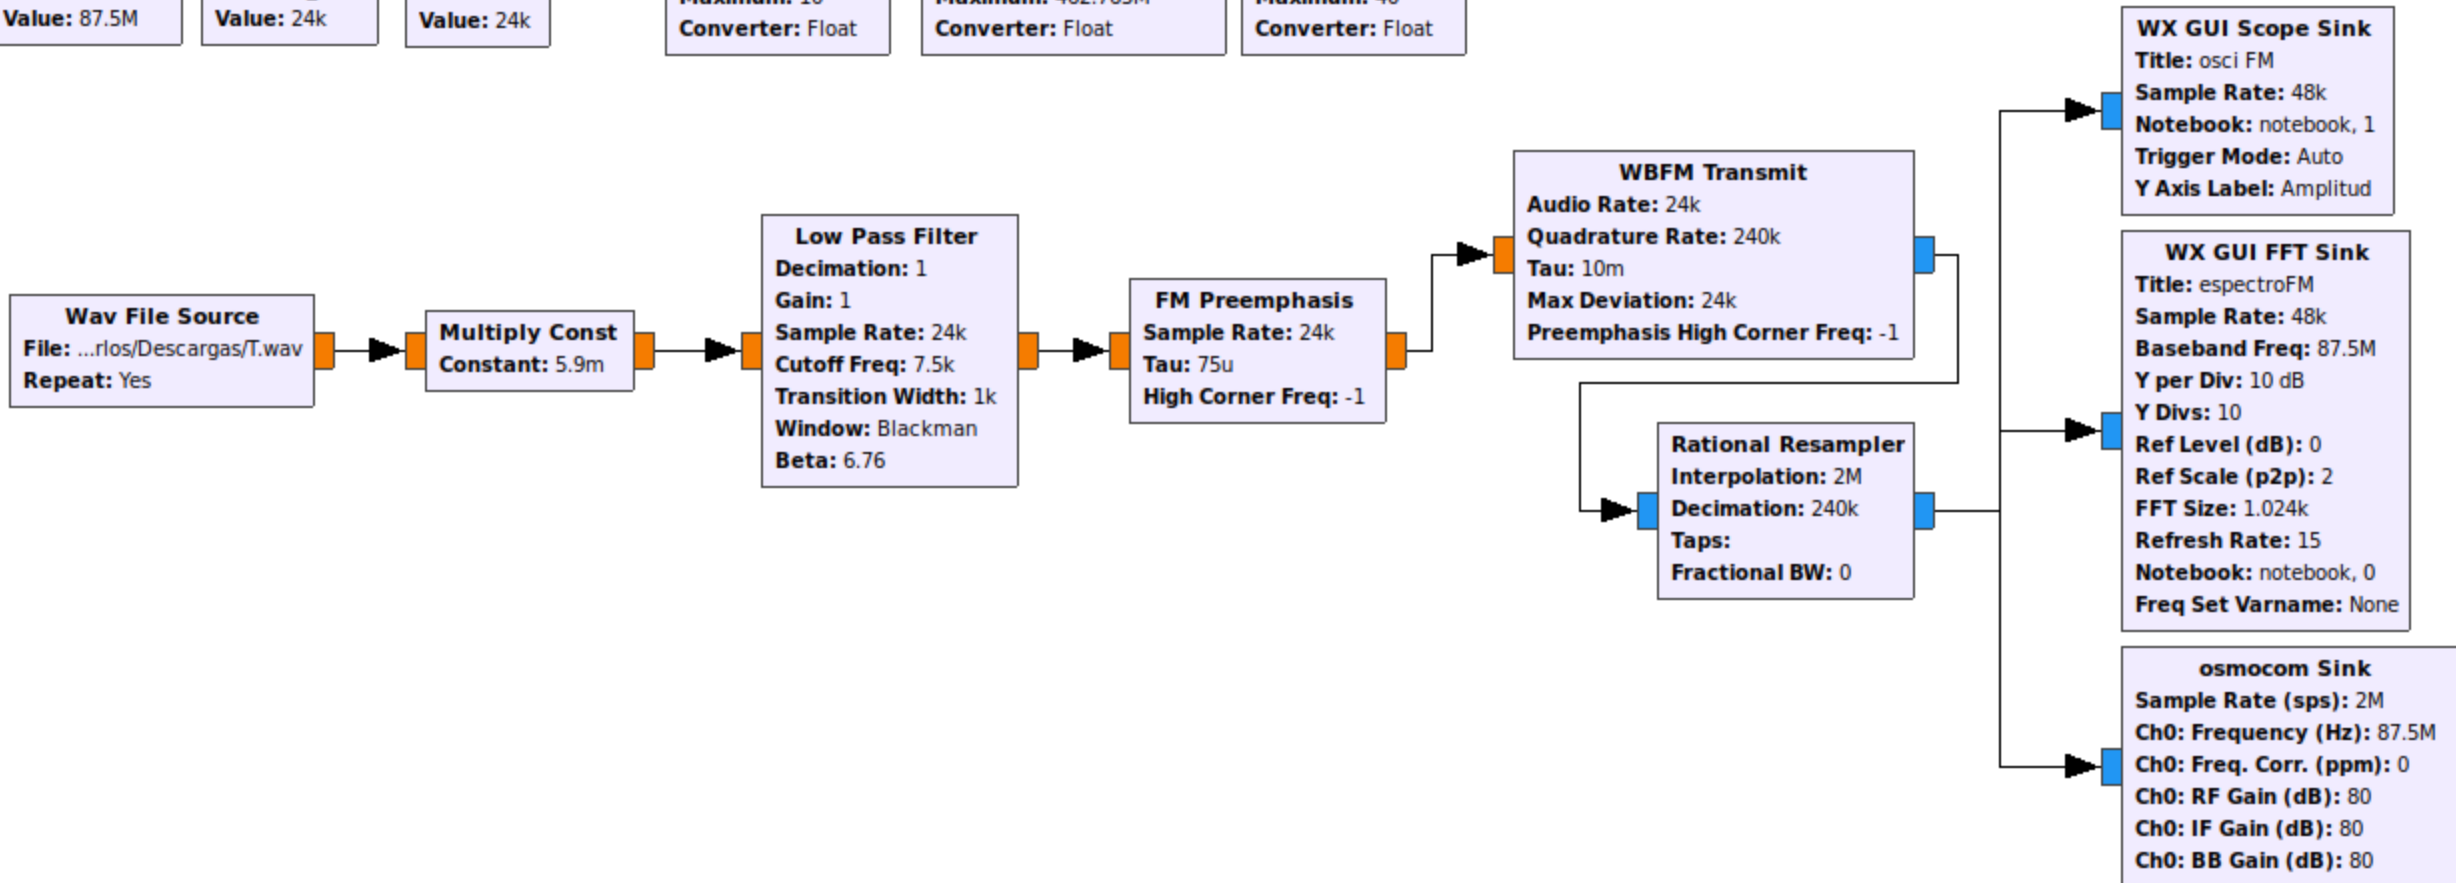 Value: 87.5M
Value: 24k
Value: 24k
Converter: Float
Converter: Float
Converter: Float
Wav File Source
File: ...rlos/Descargas/T.wav
Repeat: Yes
Multiply Const
Constant: 5.9m
Low Pass Filter
Decimation: 1
Gain: 1
Sample Rate: 24k
Cutoff Freq: 7.5k
Transition Width: 1k
Window: Blackman
Beta: 6.76
FM Preemphasis
Sample Rate: 24k
Tau: 75u
High Corner Freq: -1
WBFM Transmit
Audio Rate: 24k
Quadrature Rate: 240k
Tau: 10m
Max Deviation: 24k
Preemphasis High Corner Freq: -1
Rational Resampler
Interpolation: 2M
Decimation: 240k
Taps:
Fractional BW: 0
WX GUI Scope Sink
Title: osci FM
Sample Rate: 48k
Notebook: notebook, 1
Trigger Mode: Auto
Y Axis Label: Amplitud
WX GUI FFT Sink
Title: espectroFM
Sample Rate: 48k
Baseband Freq: 87.5M
Y per Div: 10 dB
Y Divs: 10
Ref Level (dB): 0
Ref Scale (p2p): 2
FFT Size: 1.024k
Refresh Rate: 15
Notebook: notebook, 0
Freq Set Varname: None
osmocom Sink
Sample Rate (sps): 2M
Ch0: Frequency (Hz): 87.5M
Ch0: Freq. Corr. (ppm): 0
Ch0: RF Gain (dB): 80
Ch0: IF Gain (dB): 80
Ch0: BB Gain (dB): 80